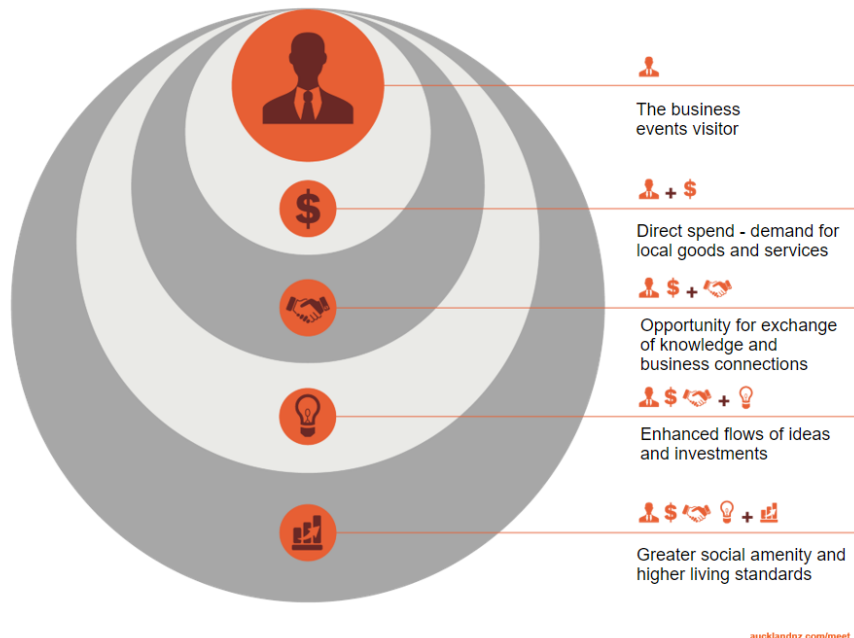 The business
events visitor
+ $
Direct spend - demand for
local goods and services
$ +
Opportunity for exchange
of knowledge and
business connections
$ +
Enhanced flows of ideas
and investments
$ +
Greater social amenity and
higher living standards
$
aucklandnz.com/meet